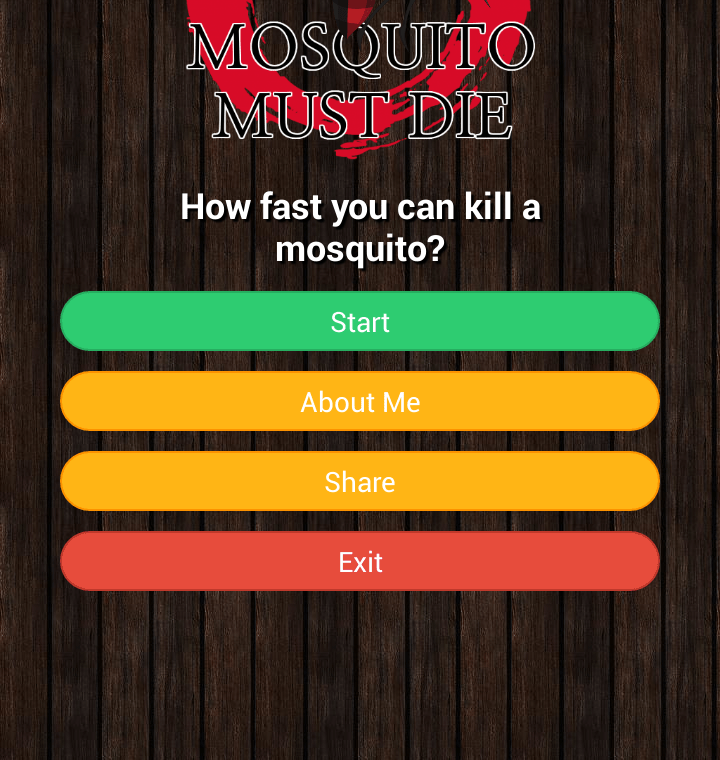 MOSQUITO
MUST DIE
How fast you can kill a
mosquito?
Start
About Me
Share
Exit